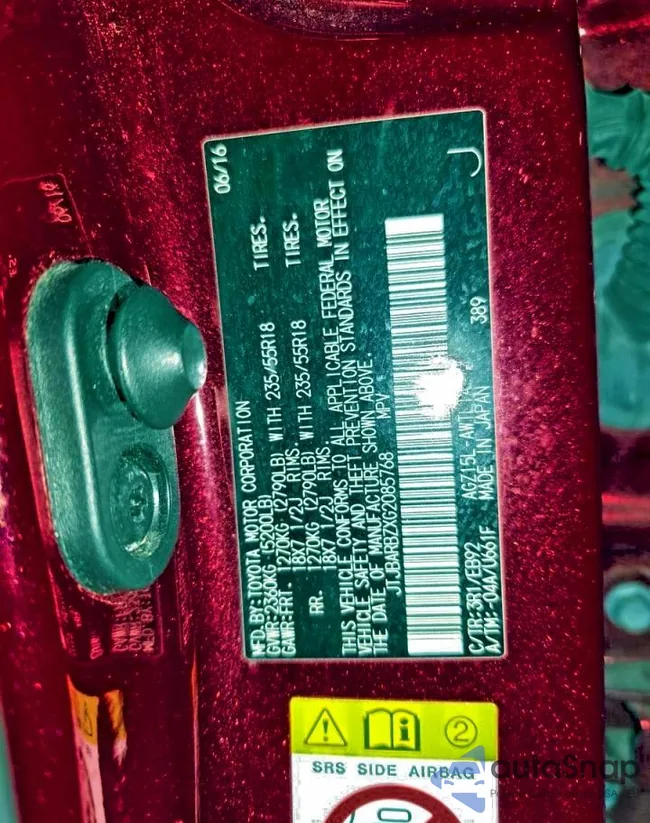 06/16
MFD. BY: TOYOTA MOTOR CORPORATION
GVWR: 2360KG (5200LB)
GAWR: FRT. 1270KG (2790LB) WITH 235/55R18 TIRES.
18X7 1/2J RIMS
RR. 1270KG (2790LB) WITH 235/55R18 TIRES.
18X7 1/2J RIMS
THIS VEHICLE CONFORMS TO ALL APPLICABLE FEDERAL MOTOR
VEHICLE SAFETY AND THEFT PREVENTION STANDARDS IN EFFECT ON
THE DATE OF MANUFACTURE SHOWN ABOVE.
JTJBARBZXG2085768 MPV
C/TR: 3R1/EB92 AGZ15L-AW
A/TM: -04A/U661F MADE IN JAPAN 389
J
2
SRS SIDE AIRBAG
autoSnap